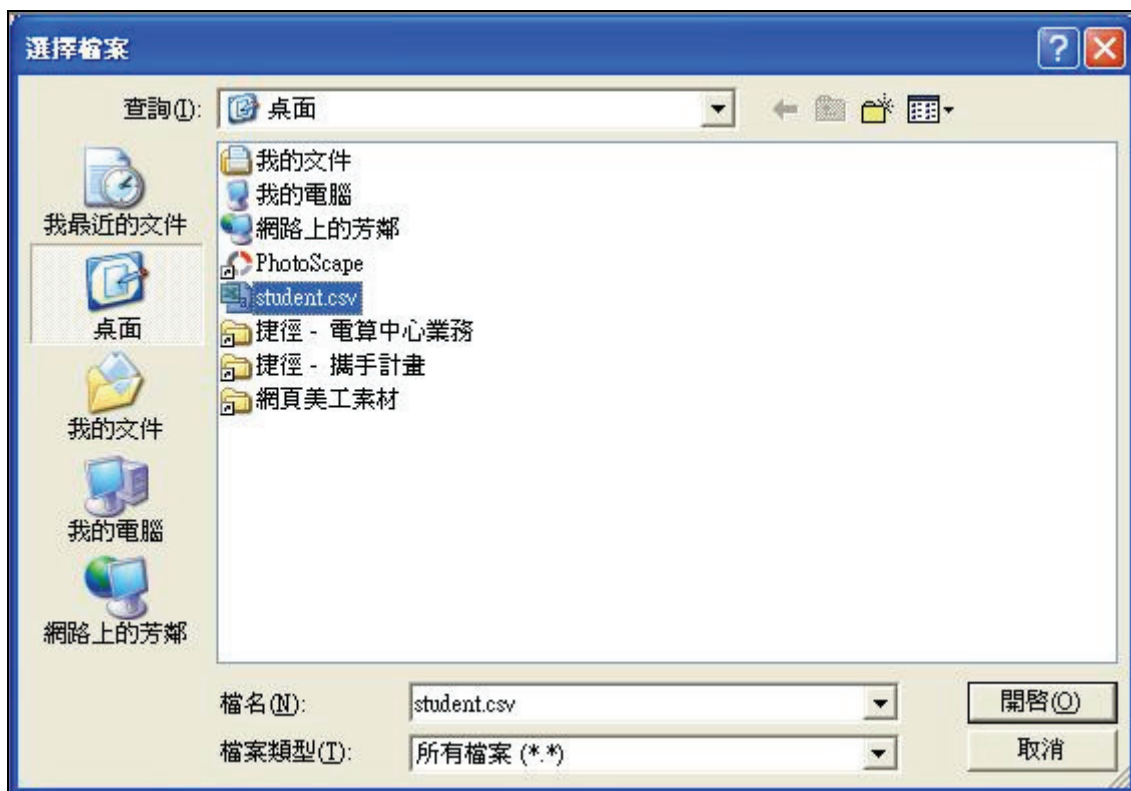 選擇檔案
查詢(I):
桌面
我最近的文件
桌面
我的文件
我的電腦
網路上的芳鄰
我的文件
我的電腦
網路上的芳鄰
PhotoScape
student.csv
捷徑 - 電算中心業務
捷徑 - 攜手計畫
網頁美工素材
檔名(N):
student.csv
開啓(O)
檔案類型(T):
所有檔案 (*.*)
取消